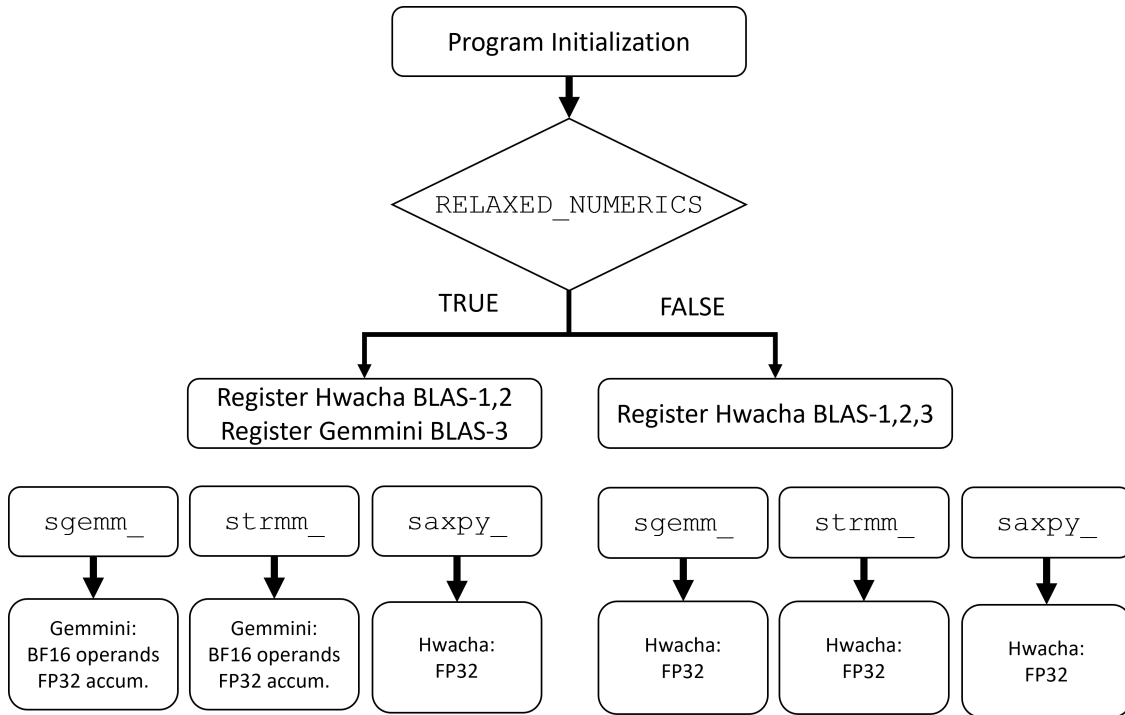 Program Initialization
RELAXED_NUMERICS
TRUE
FALSE
Register Hwacha BLAS-1,2
Register Gemmini BLAS-3
Register Hwacha BLAS-1,2,3
sgemm_
strmm_
saxpy_
sgemm_
strmm_
saxpy_
Gemmini:
BF16 operands
FP32 accum.
Gemmini:
BF16 operands
FP32 accum.
Hwacha:
FP32
Hwacha:
FP32
Hwacha:
FP32
Hwacha:
FP32